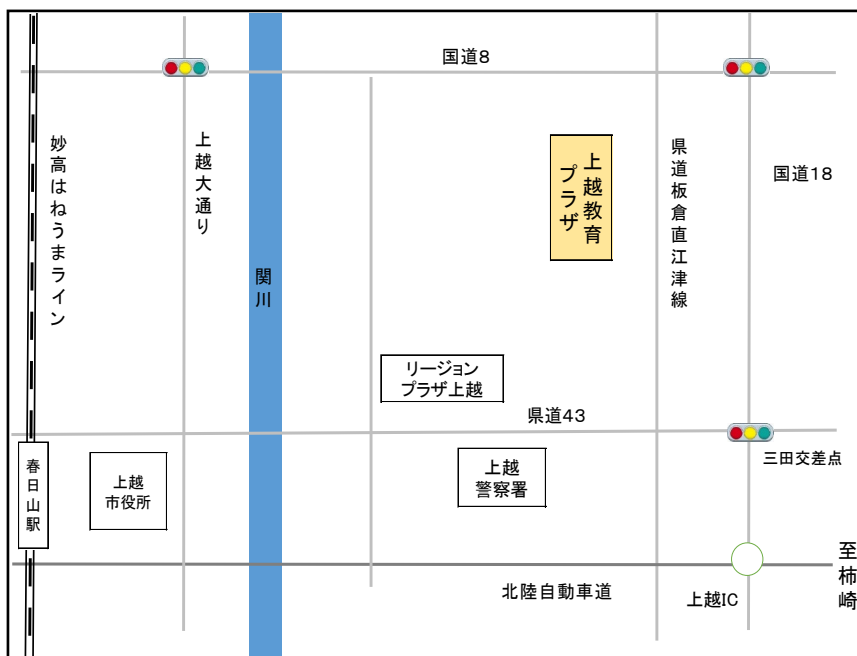 国道8
妙高はねうまライン
上越大通り
関川
上越教育
プラザ
県道板倉直江津線
国道18
リージョン
プラザ上越
県道43
三田交差点
春日山駅
上越
市役所
上越
警察署
北陸自動車道
上越IC
至柿崎